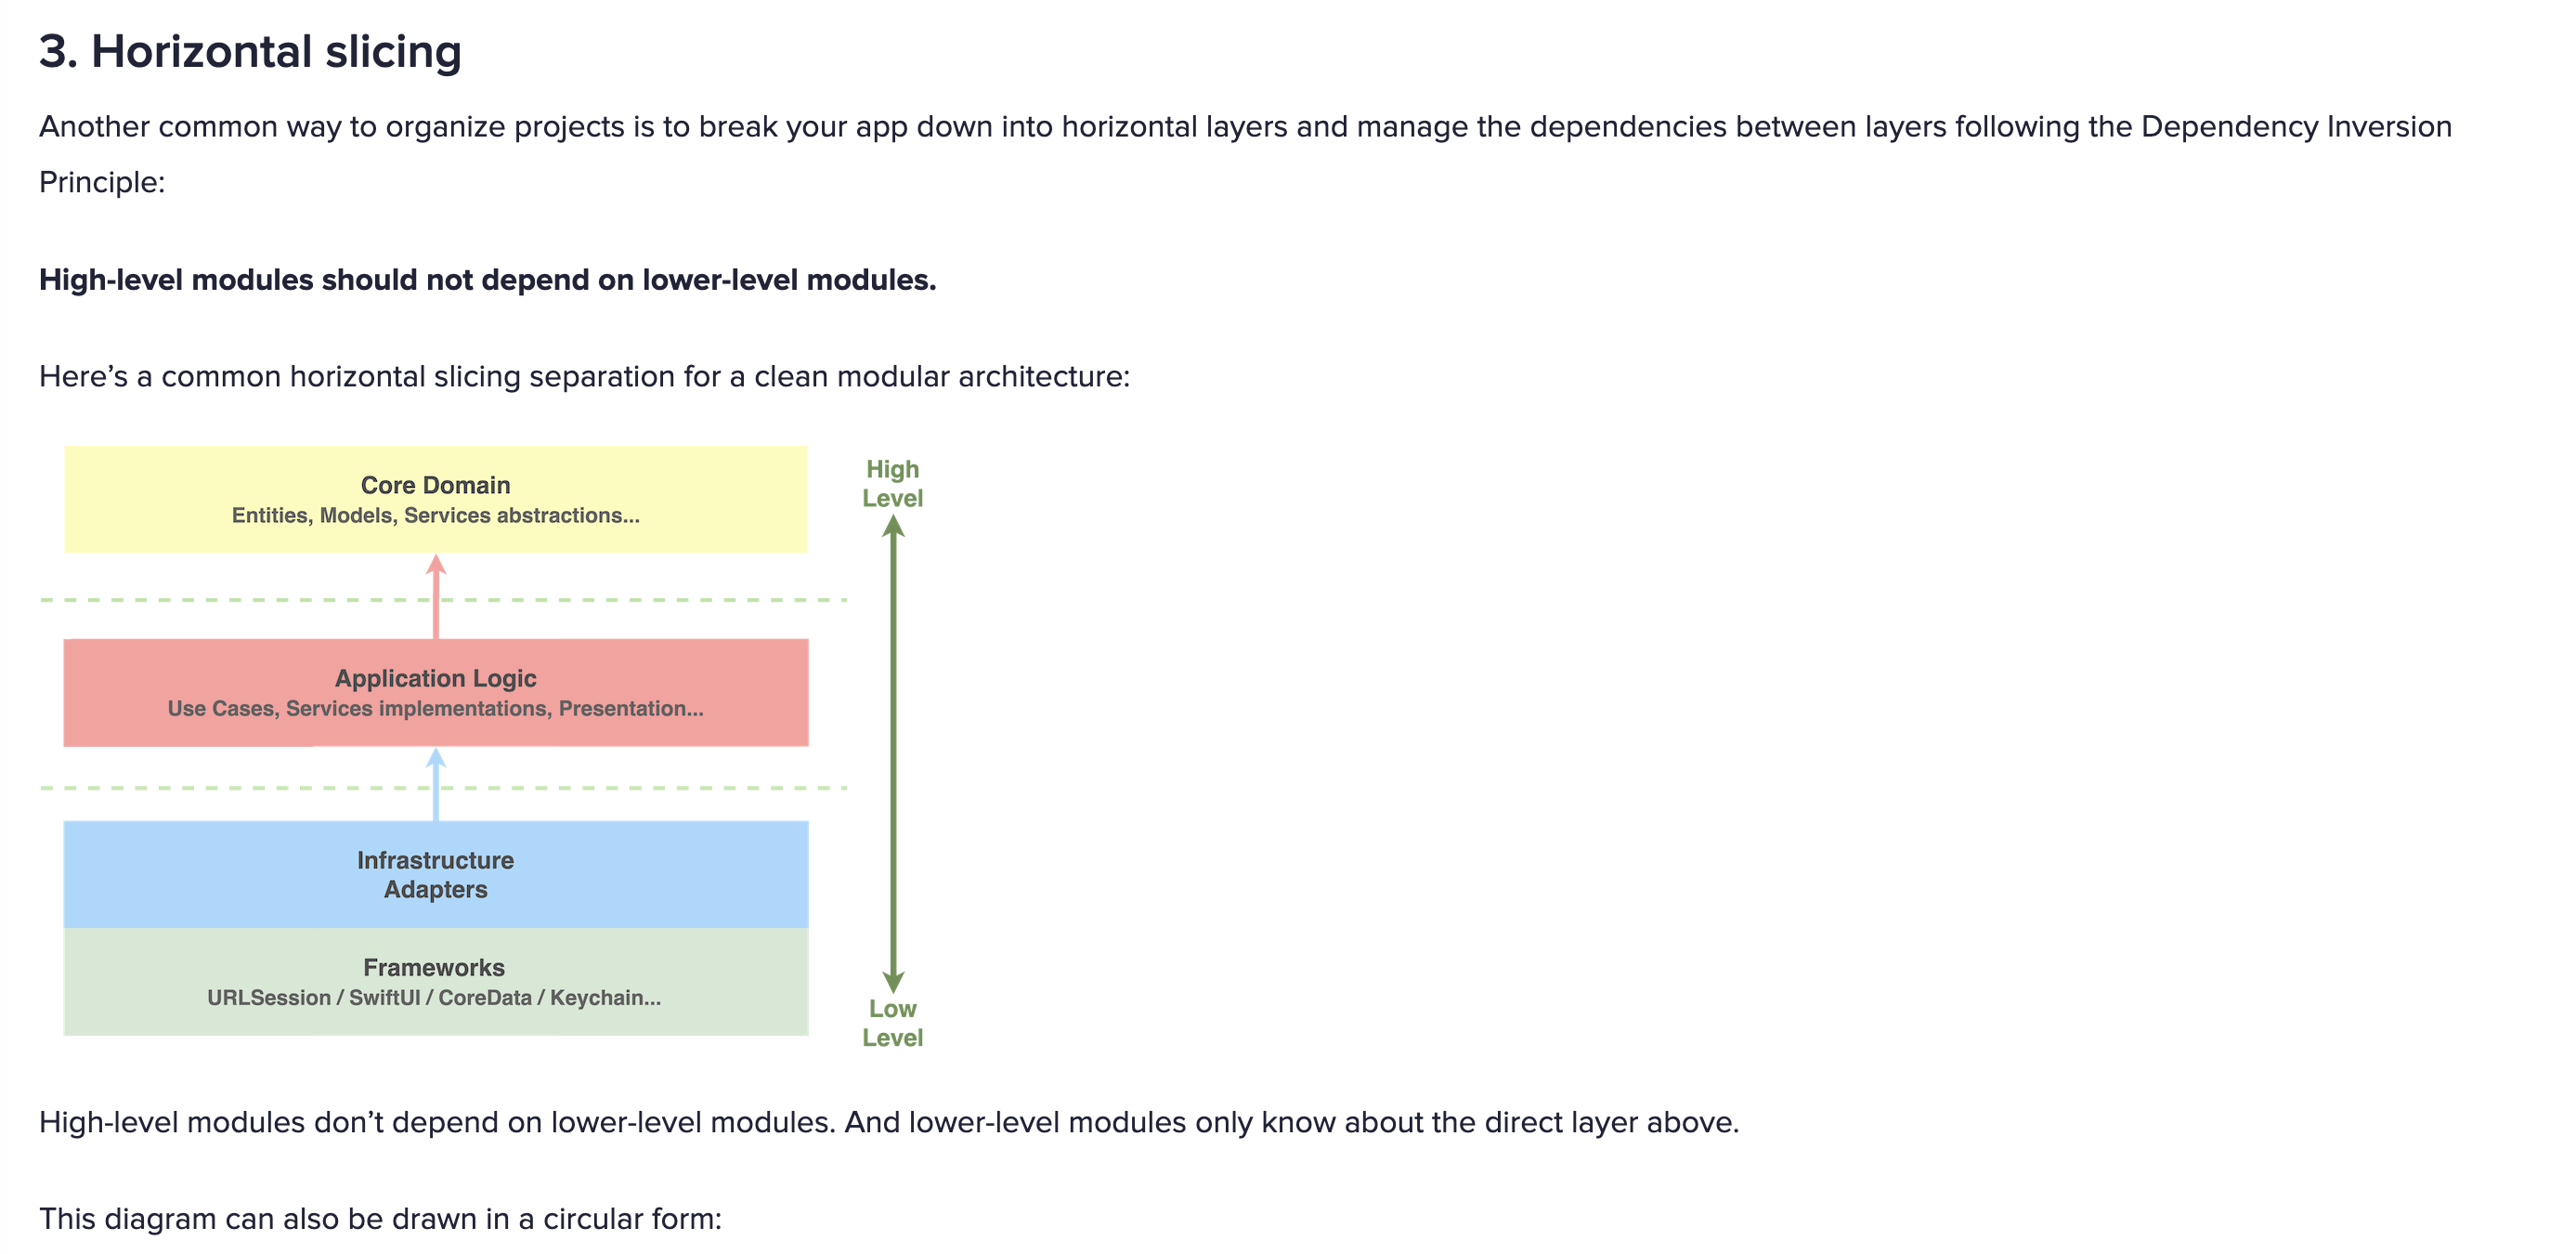 3. Horizontal slicing
Another common way to organize projects is to break your app down into horizontal layers and manage the dependencies between layers following the Dependency Inversion
Principle:
High-level modules should not depend on lower-level modules.
Here’s a common horizontal slicing separation for a clean modular architecture:
Core Domain
Entities, Models, Services abstractions...
High
Level
Application Logic
Use Cases, Services implementations, Presentation...
Infrastructure
Adapters
Frameworks
URLSession / SwiftUI / CoreData / Keychain...
Low
Level
High-level modules don’t depend on lower-level modules. And lower-level modules only know about the direct layer above.
This diagram can also be drawn in a circular form: